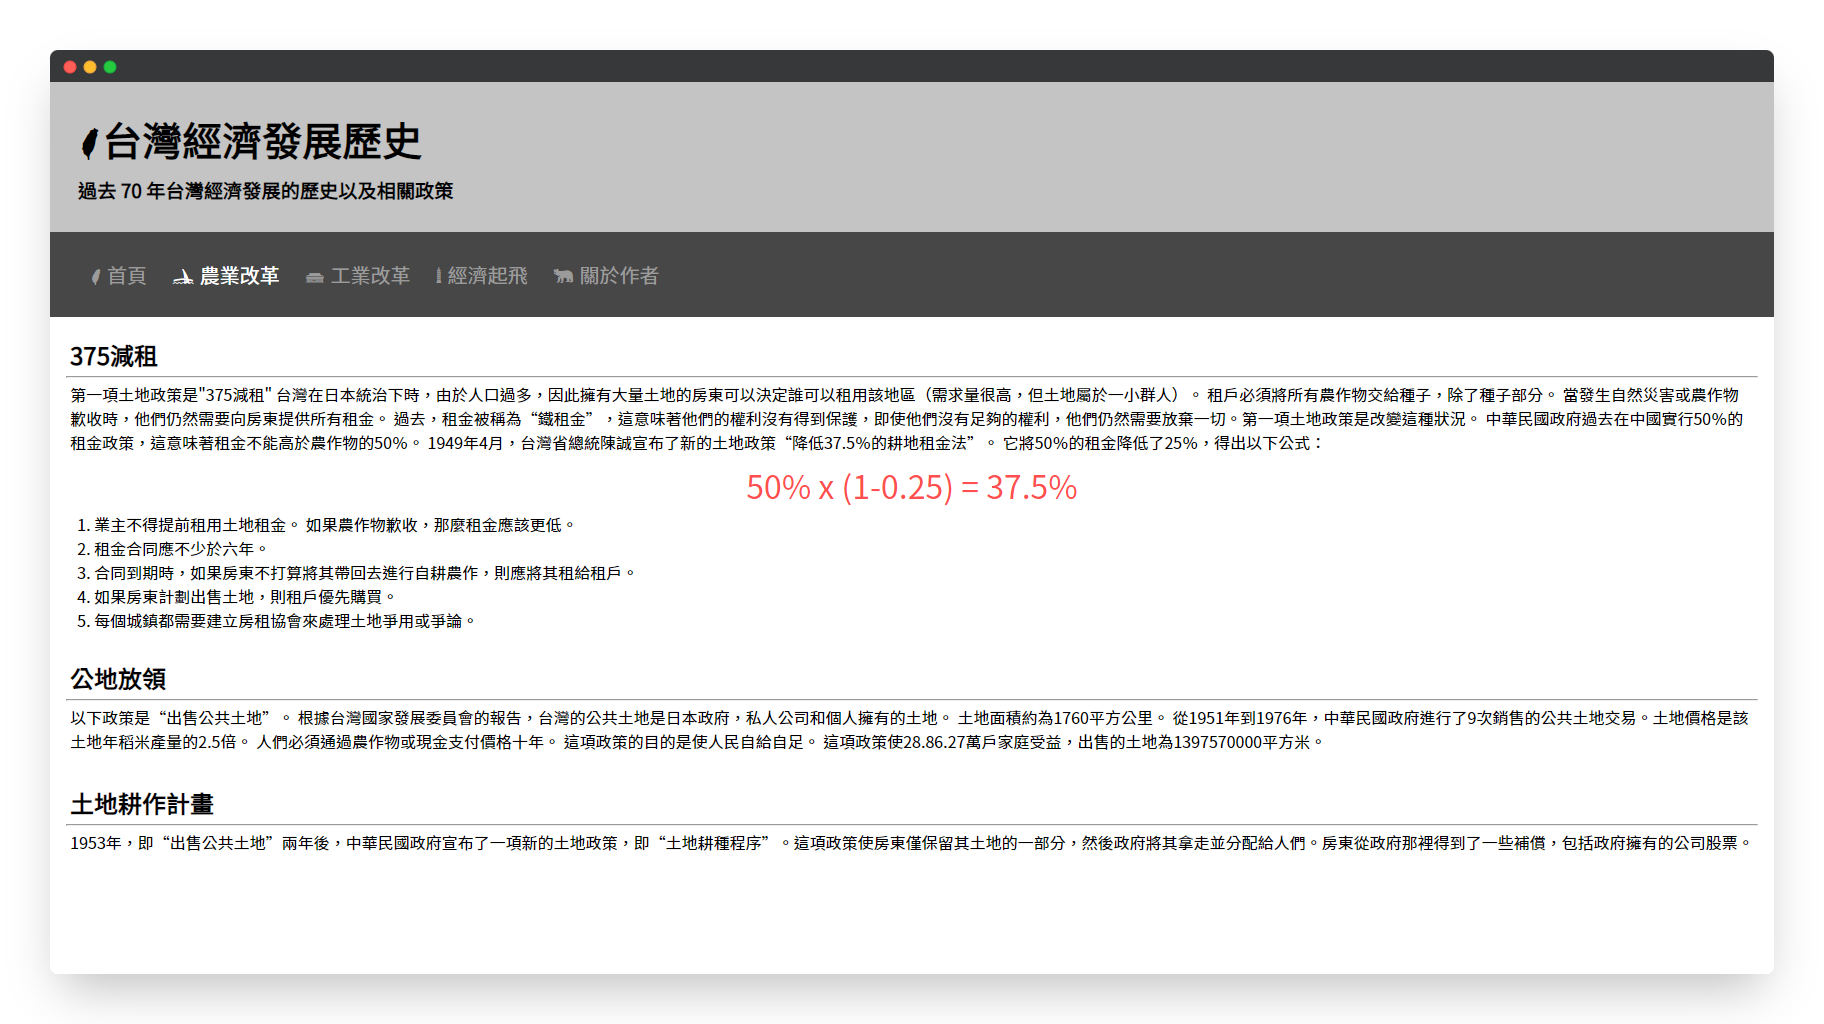 台灣經濟發展歷史
過去 70 年台灣經濟發展的歷史以及相關政策
首頁 農業改革 工業改革 經濟起飛 關於作者
375減租
第一項土地政策是"375減租" 台灣在日本統治下時，由於人口過多，因此擁有大量土地的房東可以決定誰可以租用該地區（需求量很高，但土地屬於一小群人）。 租戶必須將所有農作物交給種子，除了種子部分。 當發生自然災害或農作物
歉收時，他們仍然需要向房東提供所有租金。 過去，租金被稱為“鐵租金”，這意味著他們的權利沒有得到保護，即使他們沒有足夠的權利，他們仍然需要放棄一切。第一項土地政策是改變這種狀況。 中華民國政府過去在中國實行50％的
租金政策，這意味著租金不能高於農作物的50％。 1949年4月，台灣省總統陳誠宣布了新的土地政策“降低37.5％的耕地租金法”。 它將50％的租金降低了25％，得出以下公式：
50% x (1-0.25) = 37.5%
1. 業主不得提前租用土地租金。 如果農作物歉收，那麼租金應該更低。
2. 租金合同應不少於六年。
3. 合同到期時，如果房東不打算將其帶回去進行自耕農作，則應將其租給租戶。
4. 如果房東計劃出售土地，則租戶優先購買。
5. 每個城鎮都需要建立房租協會來處理土地爭用或爭論。
公地放領
以下政策是“出售公共土地”。 根據台灣國家發展委員會的報告，台灣的公共土地是日本政府，私人公司和個人擁有的土地。 土地面積約為1760平方公里。 從1951年到1976年，中華民國政府進行了9次銷售的公共土地交易。土地價格是該
土地年稻米產量的2.5倍。 人們必須通過農作物或現金支付價格十年。 這項政策的目的是使人民自給自足。 這項政策使28.86.27萬戶家庭受益，出售的土地為1397570000平方米。
土地耕作計畫
1953年，即“出售公共土地”兩年後，中華民國政府宣布了一項新的土地政策，即“土地耕種程序”。這項政策使房東僅保留其土地的一部分，然後政府將其拿走並分配給人們。房東從政府那裡得到了一些補償，包括政府擁有的公司股票。